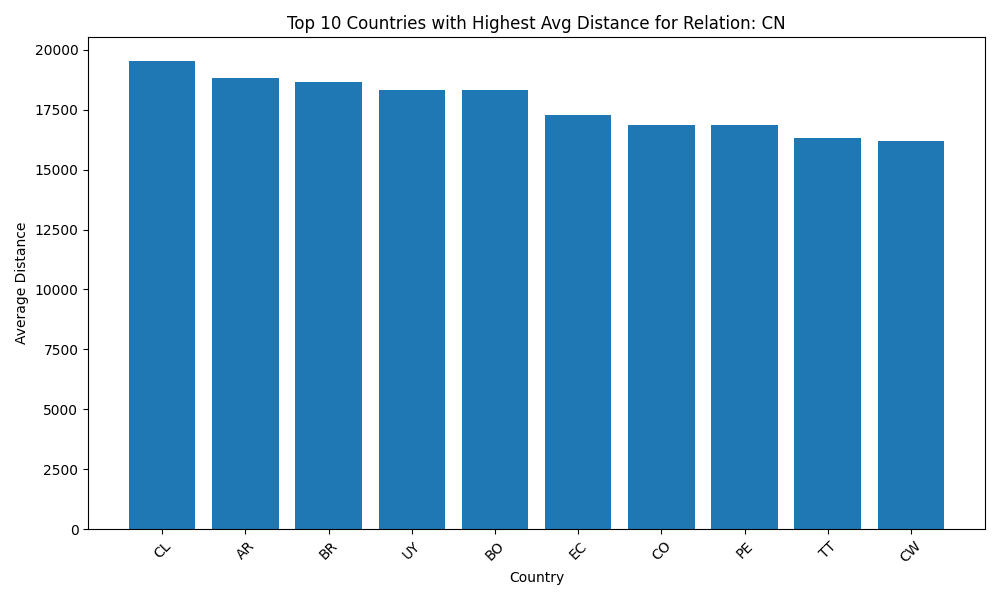 Top 10 Countries with Highest Avg Distance for Relation: CN
20000
17500
15000
12500
10000
7500
5000
2500
0
Average Distance
CL AR BR UY BO EC CO PE TT CW
Country